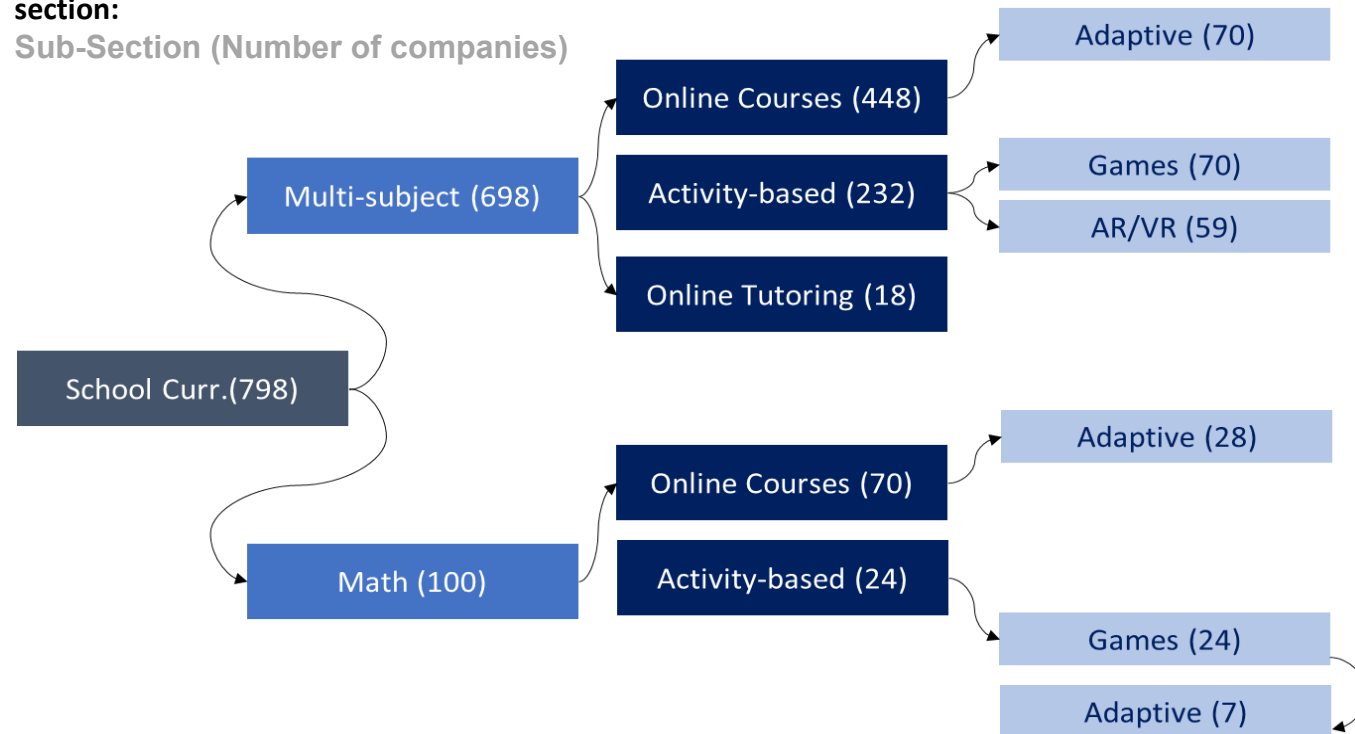 section:
Sub-Section (Number of companies)
Adaptive (70)
Online Courses (448)
Games (70)
Multi-subject (698)
Activity-based (232)
AR/VR (59)
Online Tutoring (18)
School Curr.(798)
Adaptive (28)
Online Courses (70)
Math (100)
Activity-based (24)
Games (24)
Adaptive (7)